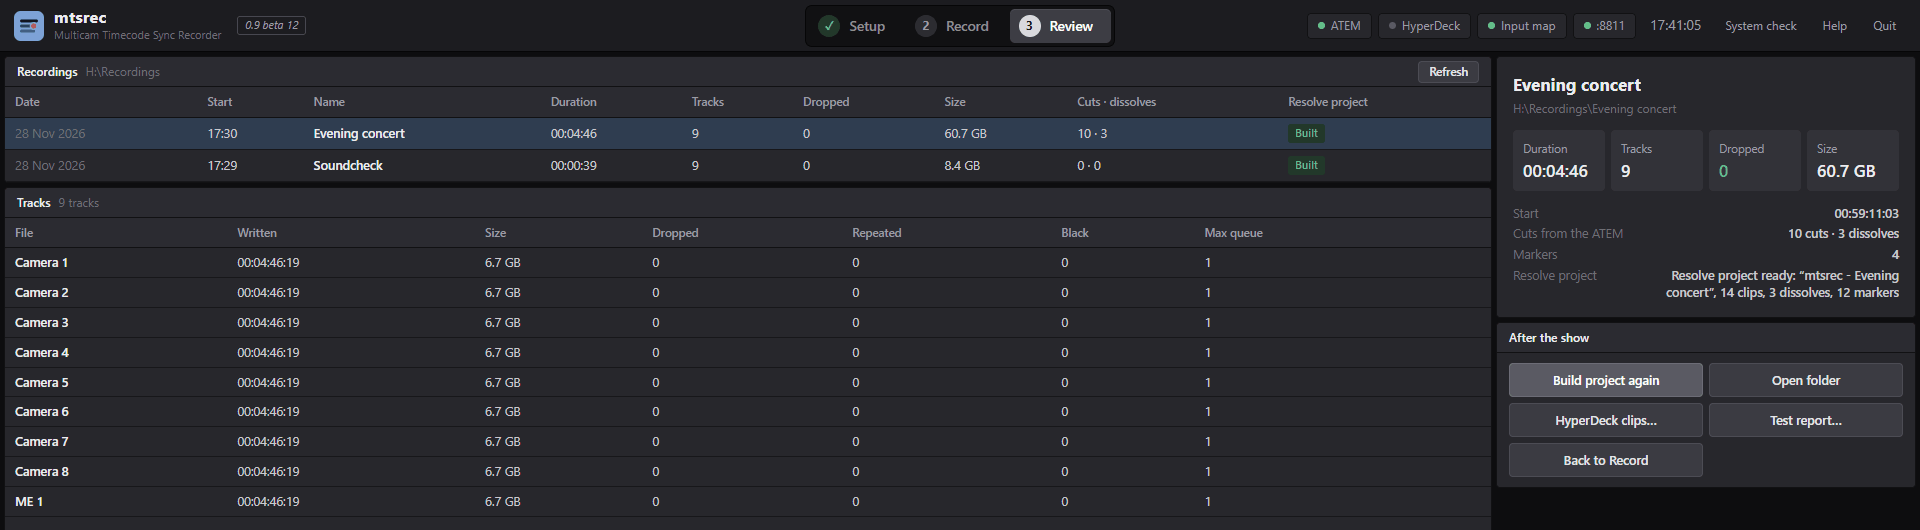 mtsrec
Multicam Timecode Sync Recorder
0.9 beta 12
✓ Setup
2 Record
3 Review
ATEM
HyperDeck
Input map
:8811
17:41:05
System check
Help
Quit
Recordings H:\Recordings
Refresh
Date Start Name Duration Tracks Dropped Size Cuts · dissolves Resolve project
28 Nov 2026 17:30 Evening concert 00:04:46 9 0 60.7 GB 10 · 3 Built
28 Nov 2026 17:29 Soundcheck 00:00:39 9 0 8.4 GB 0 · 0 Built
Tracks 9 tracks
File Written Size Dropped Repeated Black Max queue
Camera 1 00:04:46:19 6.7 GB 0 0 0 1
Camera 2 00:04:46:19 6.7 GB 0 0 0 1
Camera 3 00:04:46:19 6.7 GB 0 0 0 1
Camera 4 00:04:46:19 6.7 GB 0 0 0 1
Camera 5 00:04:46:19 6.7 GB 0 0 0 1
Camera 6 00:04:46:19 6.7 GB 0 0 0 1
Camera 7 00:04:46:19 6.7 GB 0 0 0 1
Camera 8 00:04:46:19 6.7 GB 0 0 0 1
ME 1 00:04:46:19 6.7 GB 0 0 0 1
Evening concert
H:\Recordings\Evening concert
Duration Tracks Dropped Size
00:04:46 9 0 60.7 GB
Start 00:59:11:03
Cuts from the ATEM 10 cuts · 3 dissolves
Markers 4
Resolve project Resolve project ready: “mtsrec - Evening
concert”, 14 clips, 3 dissolves, 12 markers
After the show
Build project again
Open folder
HyperDeck clips...
Test report...
Back to Record